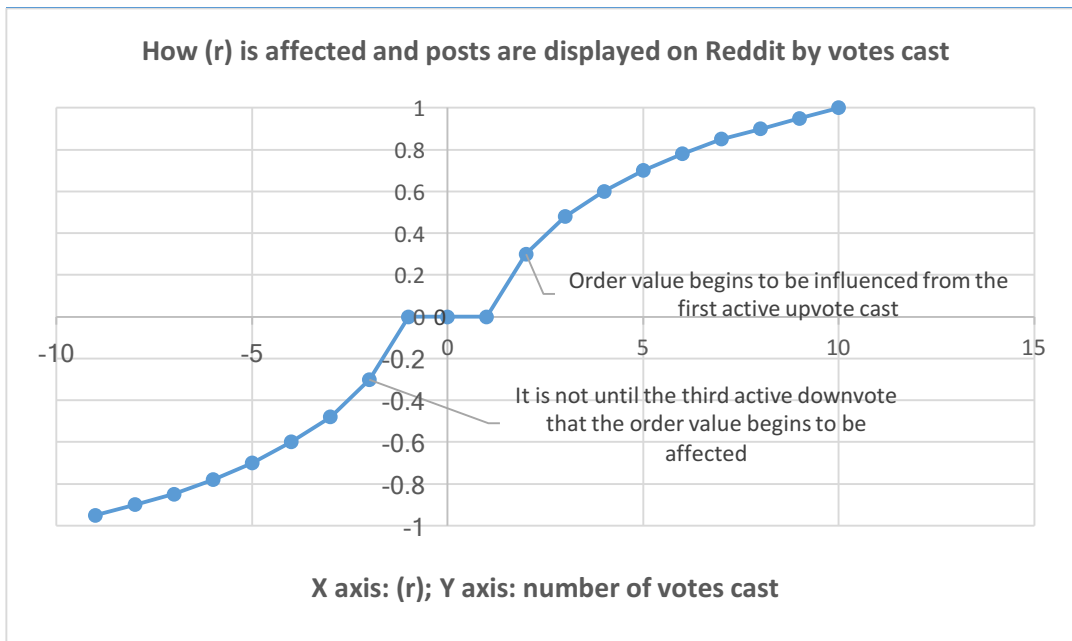 How (r) is affected and posts are displayed on Reddit by votes cast
1
0.8
0.6
0.4
0.2
Order value begins to be influenced from the
first active upvote cast
0 0
-10 -5 0 5 10 15
-0.2
It is not until the third active downvote
-0.4
that the order value begins to be
affected
-0.6
-0.8
-1
X axis: (r); Y axis: number of votes cast